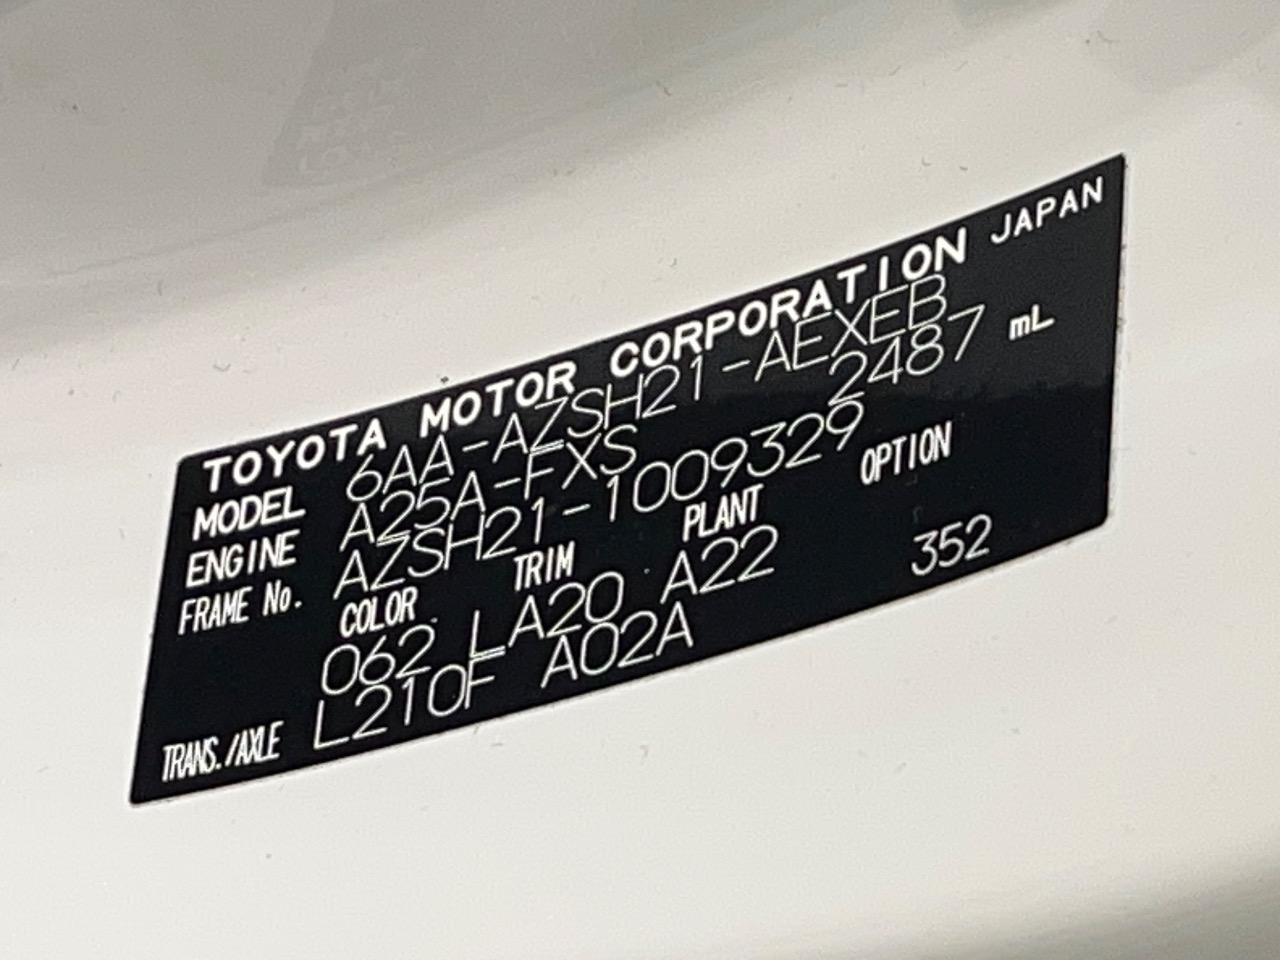 TOYOTA MOTOR CORPORATION JAPAN
MODEL 6AA-AZSH21-AEXEB
ENGINE A25A-FXS 2487 mL
FRAME No. AZSH21-1009329
COLOR TRIM PLANT OPTION
062 LA20 A22 352
TRANS./AXLE L210F A02A